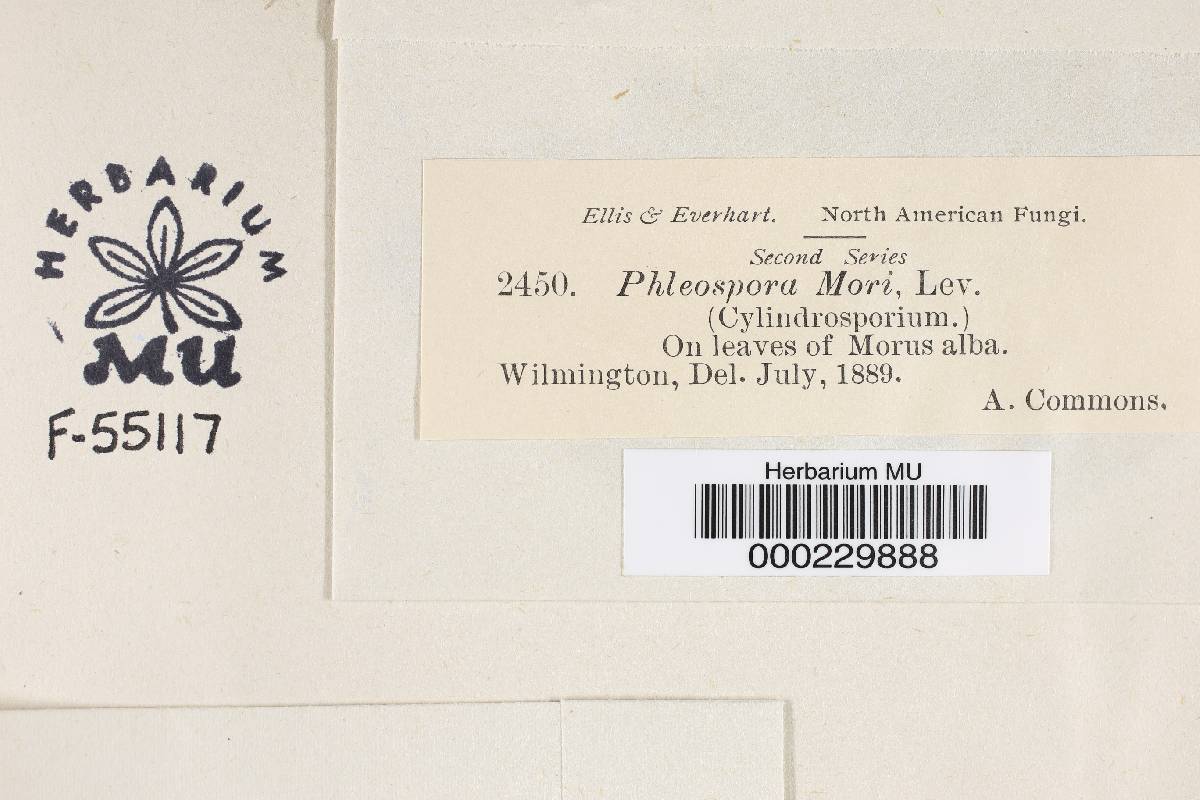 HERBARIUM
MU
F-55117
Ellis & Everhart. North American Fungi.
Second Series
2450. Phleospora Mori, Lev.
(Cylindrosporium.)
On leaves of Morus alba.
Wilmington, Del. July, 1889.
A. Commons.
Herbarium MU
000229888